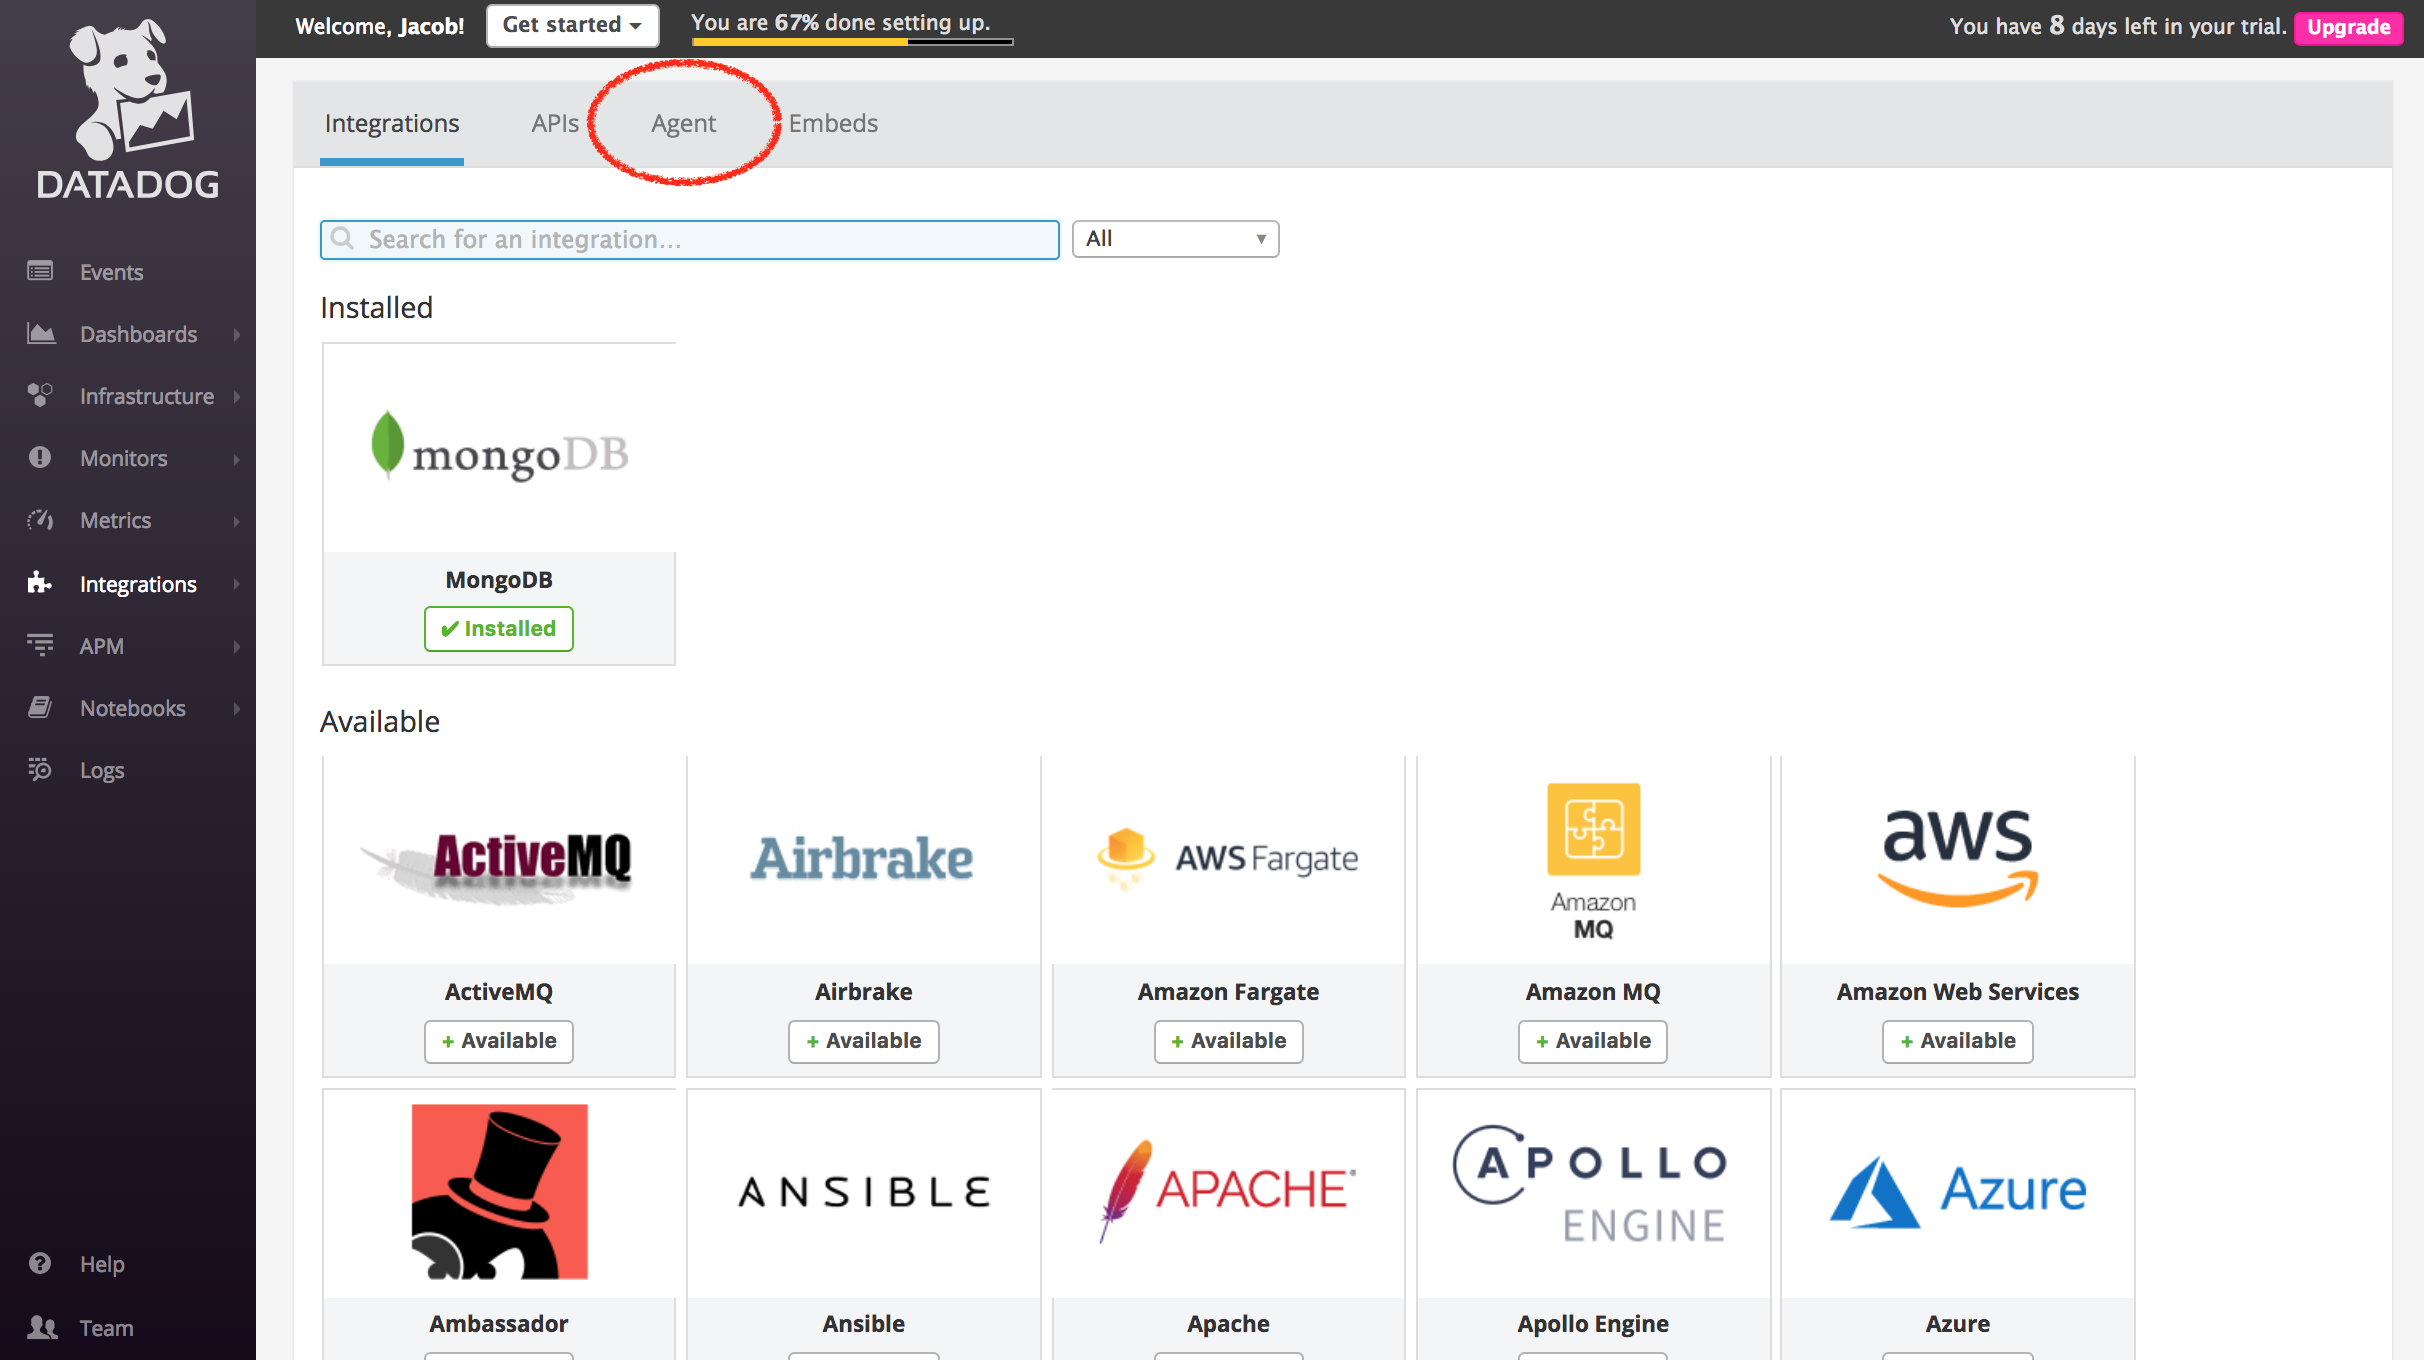 Welcome, Jacob!
Get started
You are 67% done setting up.
You have 8 days left in your trial.
Upgrade
DATADOG
Events
Dashboards
Infrastructure
Monitors
Metrics
Integrations
APM
Notebooks
Logs
Help
Team
Integrations
APIs
Agent
Embeds
Search for an integration...
All
Installed
mongoDB
MongoDB
✔ Installed
Available
ActiveMQ
Airbrake
AWS Fargate
Amazon
MQ
aws
ActiveMQ
Airbrake
Amazon Fargate
Amazon MQ
Amazon Web Services
+ Available
+ Available
+ Available
+ Available
+ Available
ANSIBLE
APACHE
APOLLO
ENGINE
Azure
Ambassador
Ansible
Apache
Apollo Engine
Azure